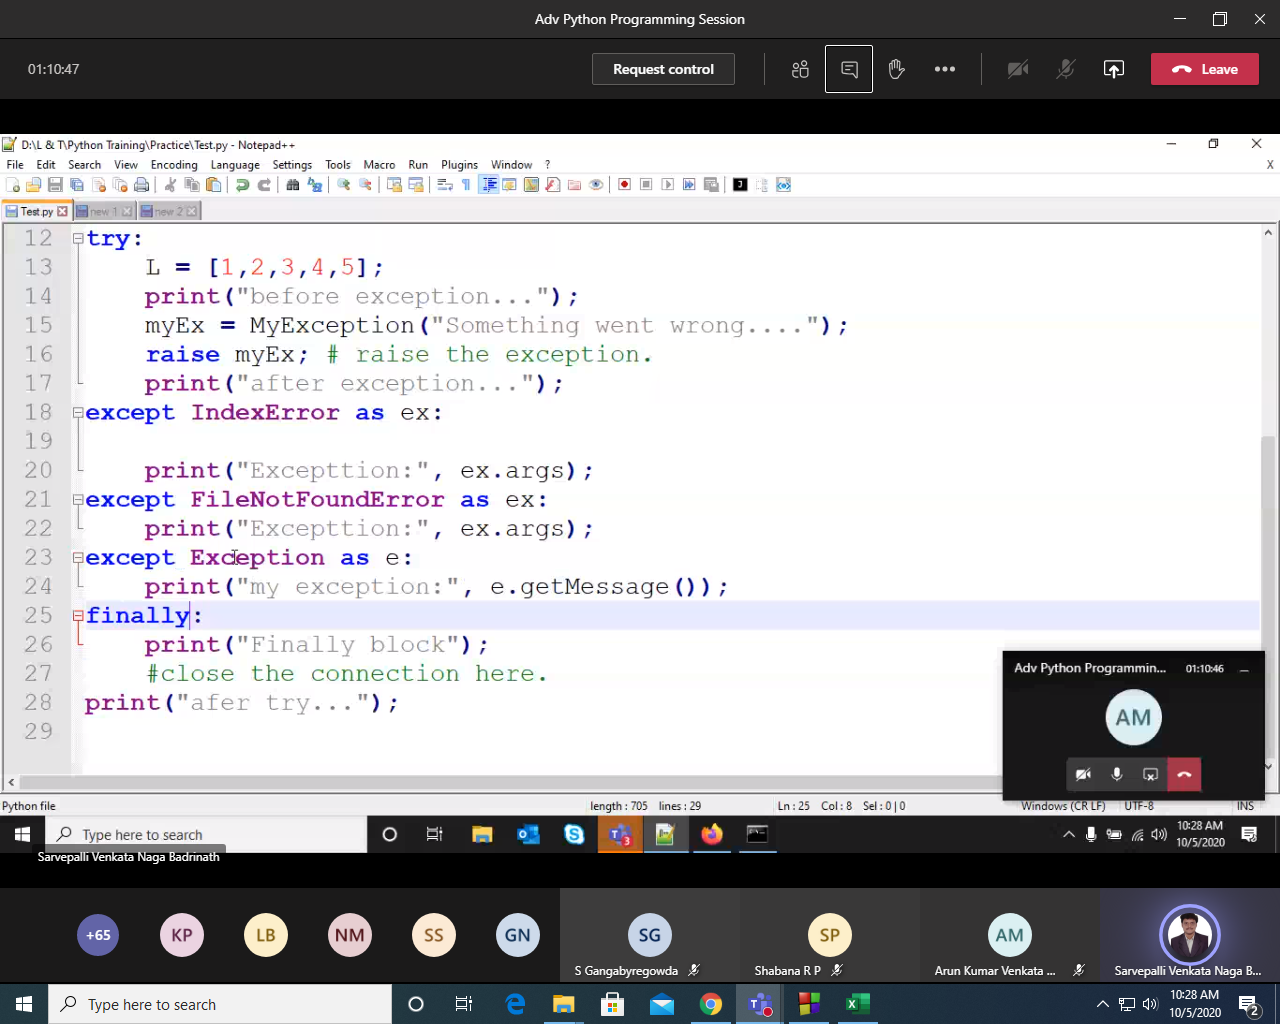 Adv Python Programming Session
01:10:47
Request control
Leave
D:\L & T\Python Training\Practice\Test.py - Notepad++
File Edit Search View Encoding Language Settings Tools Macro Run Plugins Window ?
X
Test.py new 1 new 2
12 try:
13 L = [1,2,3,4,5];
14 print("before exception...");
15 myEx = MyException("Something went wrong....");
16 raise myEx; # raise the exception.
17 print("after exception...");
18 except IndexError as ex:
19
20 print("Excepttion:", ex.args);
21 except FileNotFoundError as ex:
22 print("Excepttion:", ex.args);
23 except Exception as e:
24 print("my exception:", e.getMessage());
25 finally:
26 print("Finally block");
27 #close the connection here.
28 print("afer try...");
29
Adv Python Programmin... 01:10:46
AM
Python file length : 705 lines : 29 Ln : 25 Col : 8 Sel : 0 | 0 Windows (CR LF) UTF-8 INS
Type here to search
3
10:28 AM
10/5/2020
Sarvepalli Venkata Naga Badrinath
+65 KP LB NM SS GN SG SP AM
S Gangabyregowda Shabana R P Arun Kumar Venkata ... Sarvepalli Venkata Naga B...
Type here to search
10:28 AM
10/5/2020
2